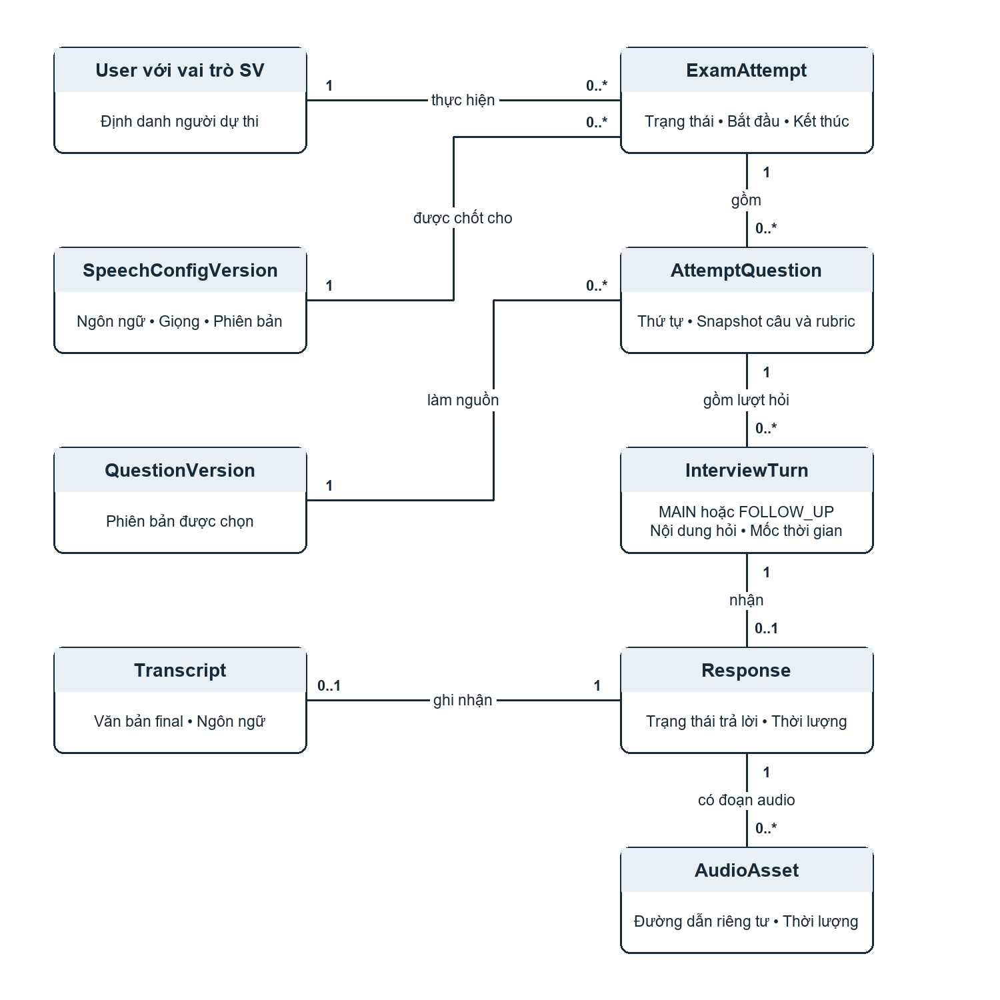 User với vai trò SV
Định danh người dự thi
1
thực hiện
0..*
ExamAttempt
Trạng thái • Bắt đầu • Kết thúc
0..*
được chốt cho
1
gồm
0..*
SpeechConfigVersion
Ngôn ngữ • Giọng • Phiên bản
1
0..*
AttemptQuestion
Thứ tự • Snapshot câu và rubric
làm nguồn
1
gồm lượt hỏi
0..*
QuestionVersion
Phiên bản được chọn
1
InterviewTurn
MAIN hoặc FOLLOW_UP
Nội dung hỏi • Mốc thời gian
1
nhận
0..1
Transcript
Văn bản final • Ngôn ngữ
0..1
ghi nhận
1
Response
Trạng thái trả lời • Thời lượng
1
có đoạn audio
0..*
AudioAsset
Đường dẫn riêng tư • Thời lượng